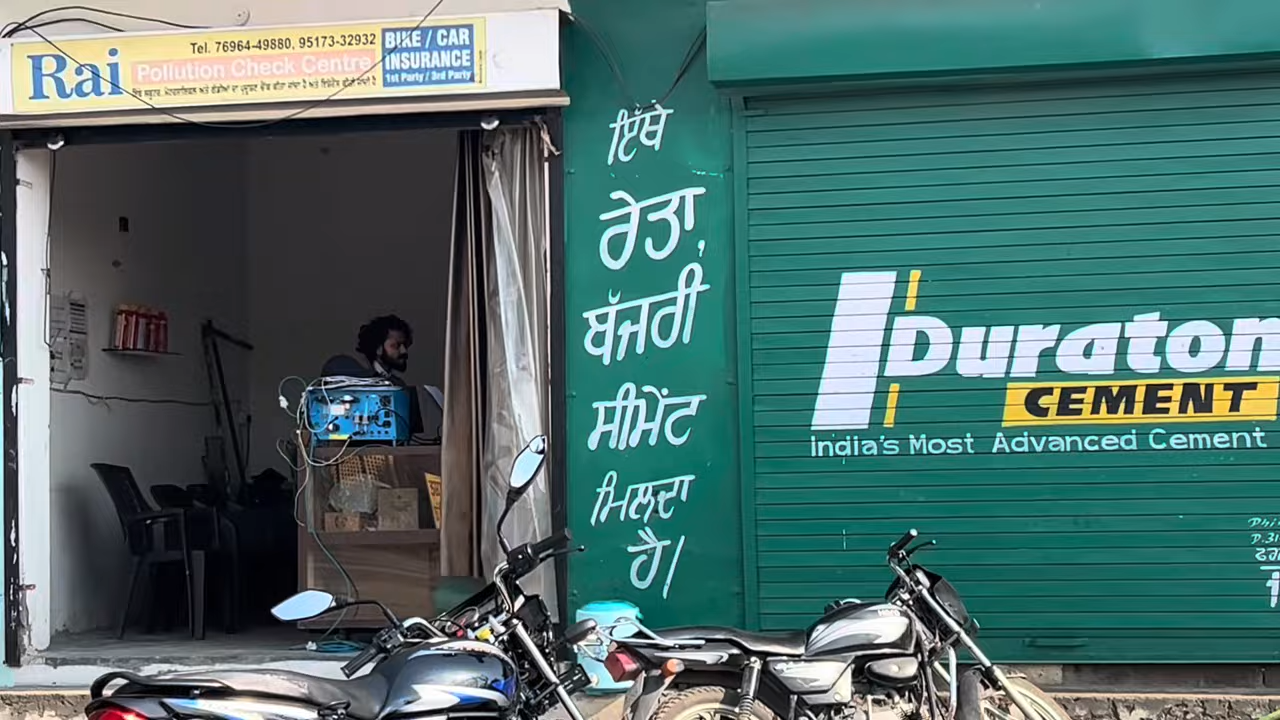 Rai
Tel. 76964-49880, 95173-32932
Pollution Check Centre
BIKE / CAR
INSURANCE
1st Party / 3rd Party
ਇੱਥੇ
ਰੇਤਾ,
ਬੱਜਰੀ
ਸੀਮੇਂਟ
ਮਿਲਦਾ
ਹੈ/
Duraton
CEMENT
India's Most Advanced Cement